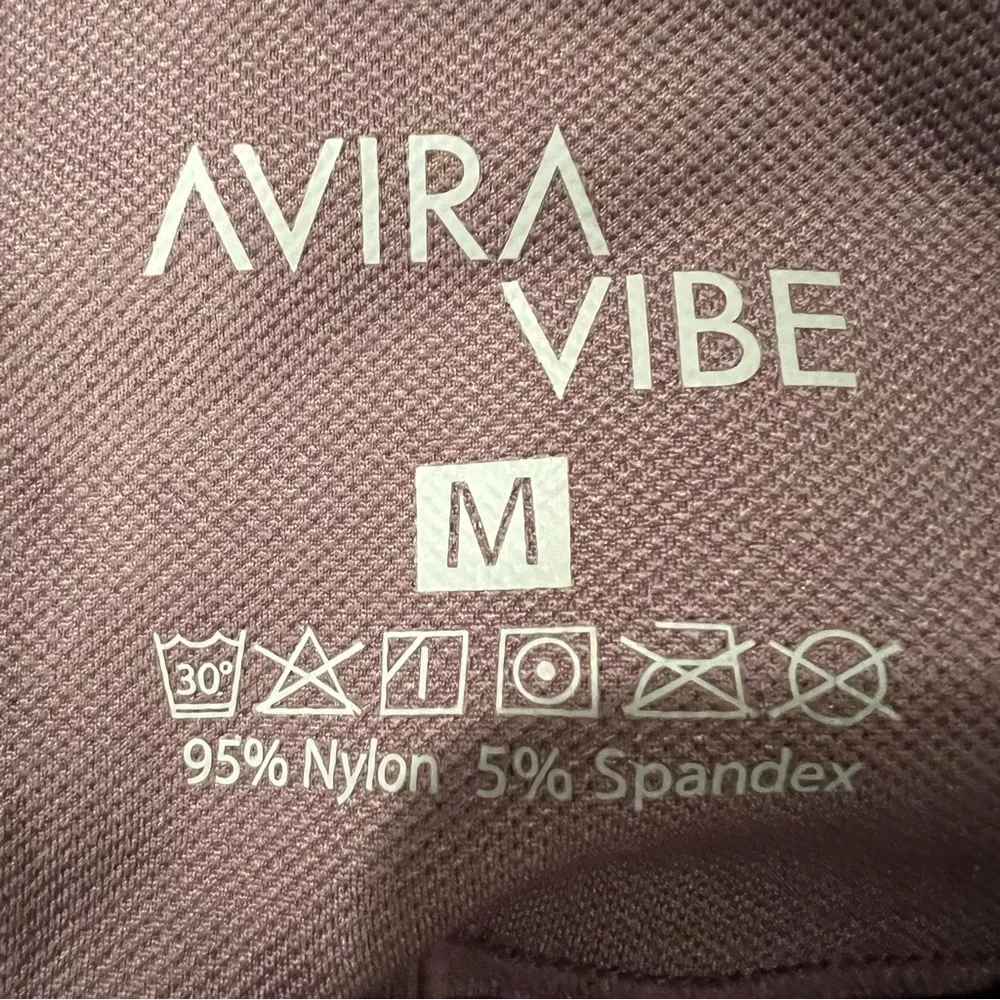 AVIRA
VIBE
M
30°
95% Nylon 5% Spandex